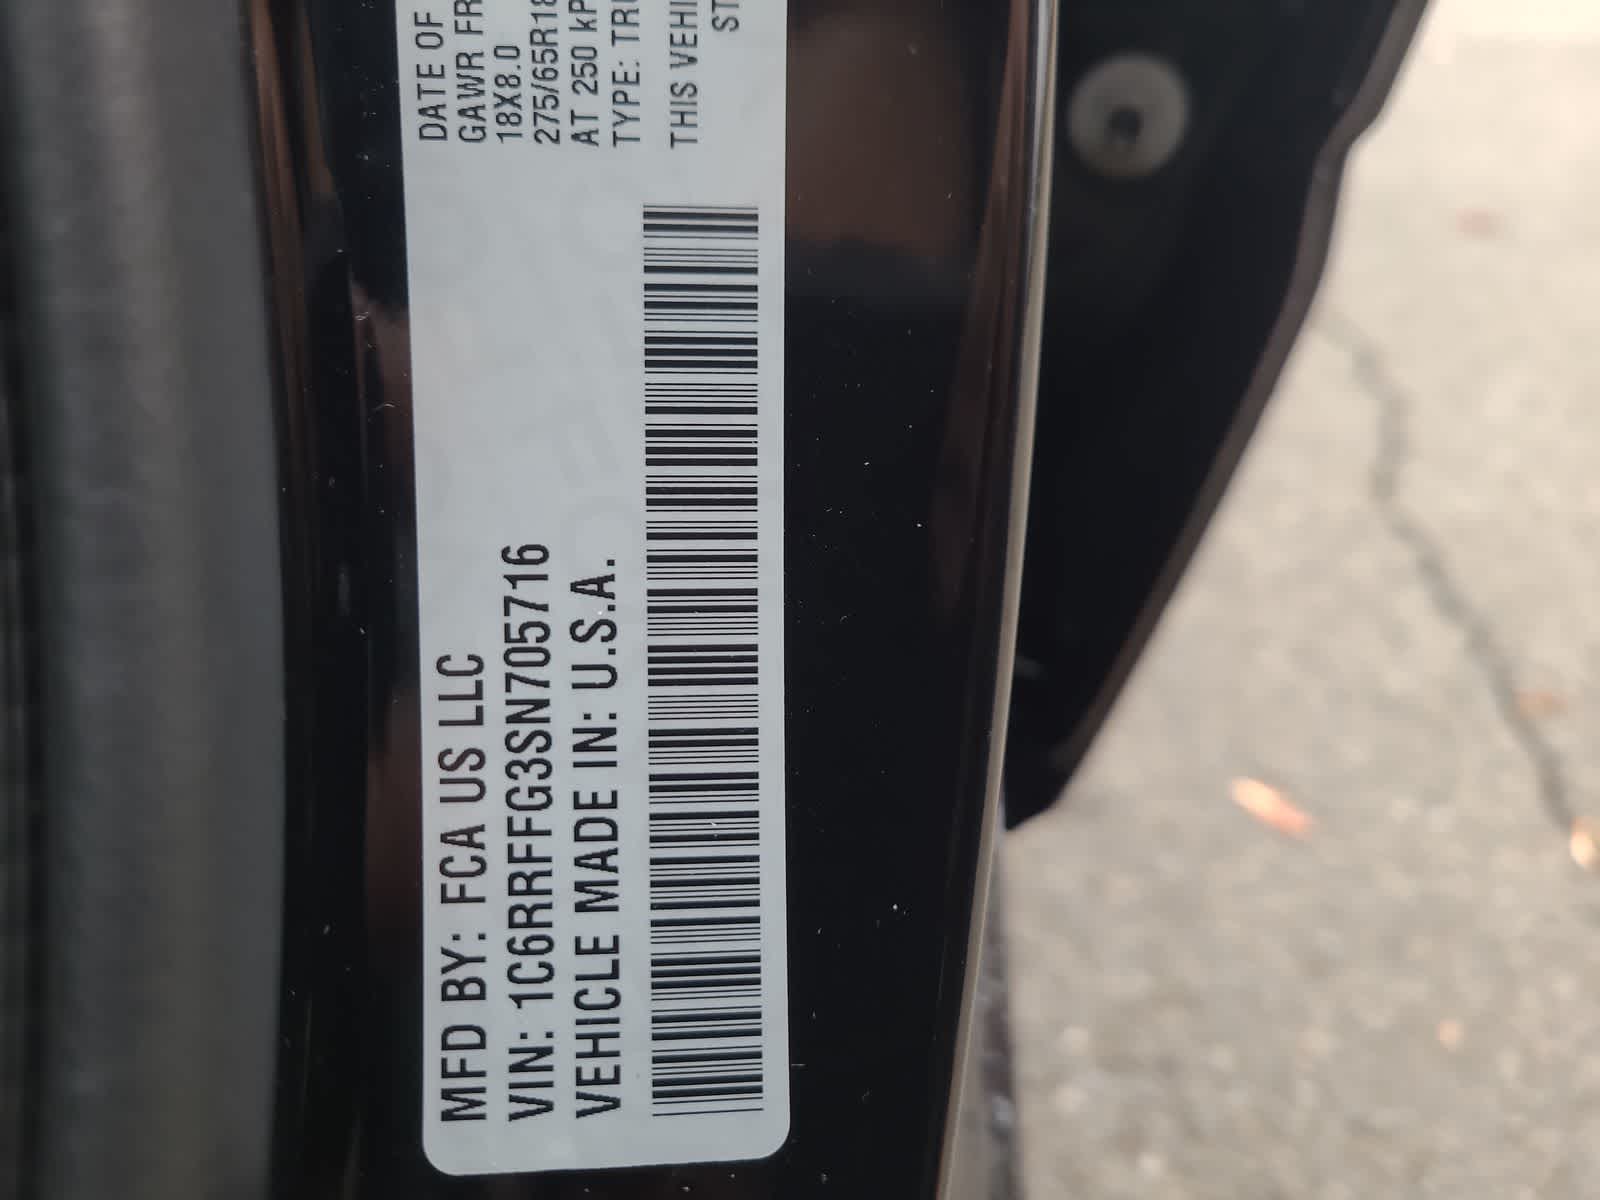 MFD BY: FCA US LLC
VIN: 1C6RRFFG3SN705716
VEHICLE MADE IN: U.S.A.
DATE OF
GAWR FR
18X8.0
275/65R18
AT 250 kP
TYPE: TRU
THIS VEHI
ST